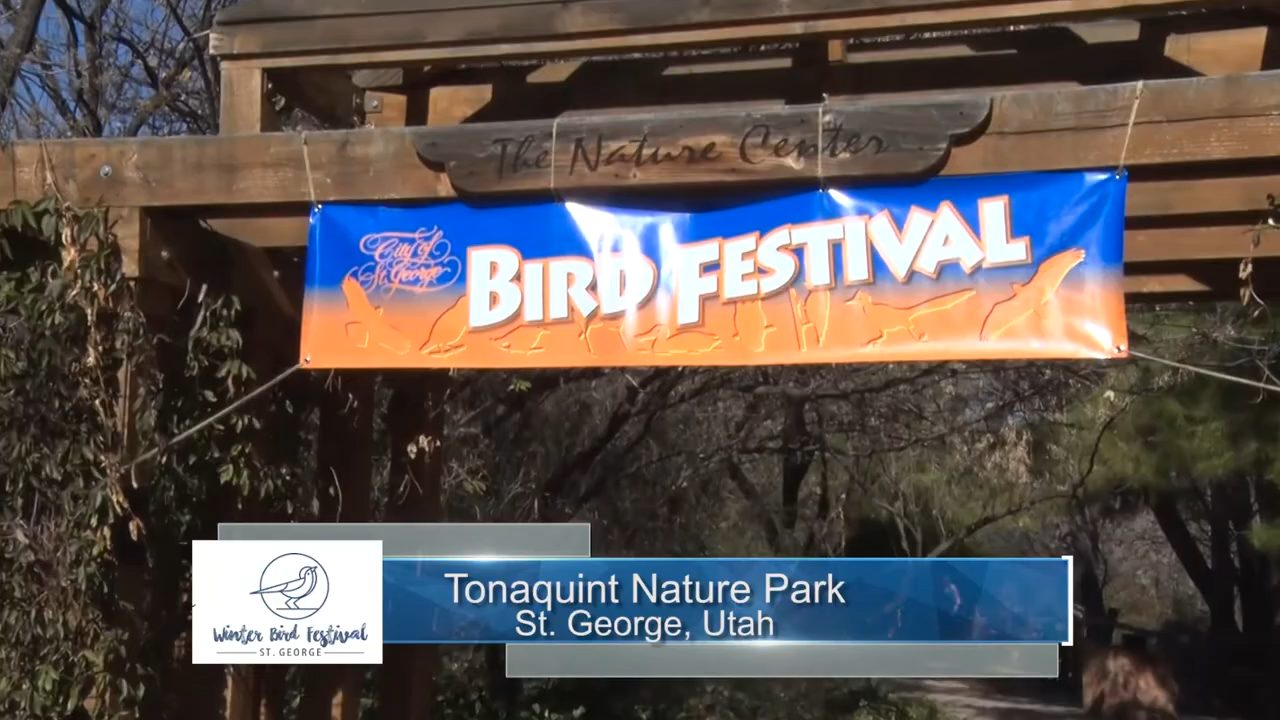 The Nature Center
City of
St. George
BIRD FESTIVAL
Tonaquint Nature Park
St. George, Utah
Winter Bird Festival
ST. GEORGE